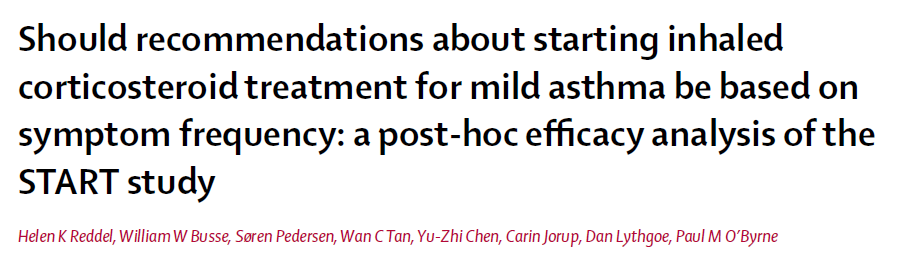 Should recommendations about starting inhaled
corticosteroid treatment for mild asthma be based on
symptom frequency: a post-hoc efficacy analysis of the
START study
Helen K Reddel, William W Busse, Søren Pedersen, Wan C Tan, Yu-Zhi Chen, Carin Jorup, Dan Lythgoe, Paul M O’Byrne